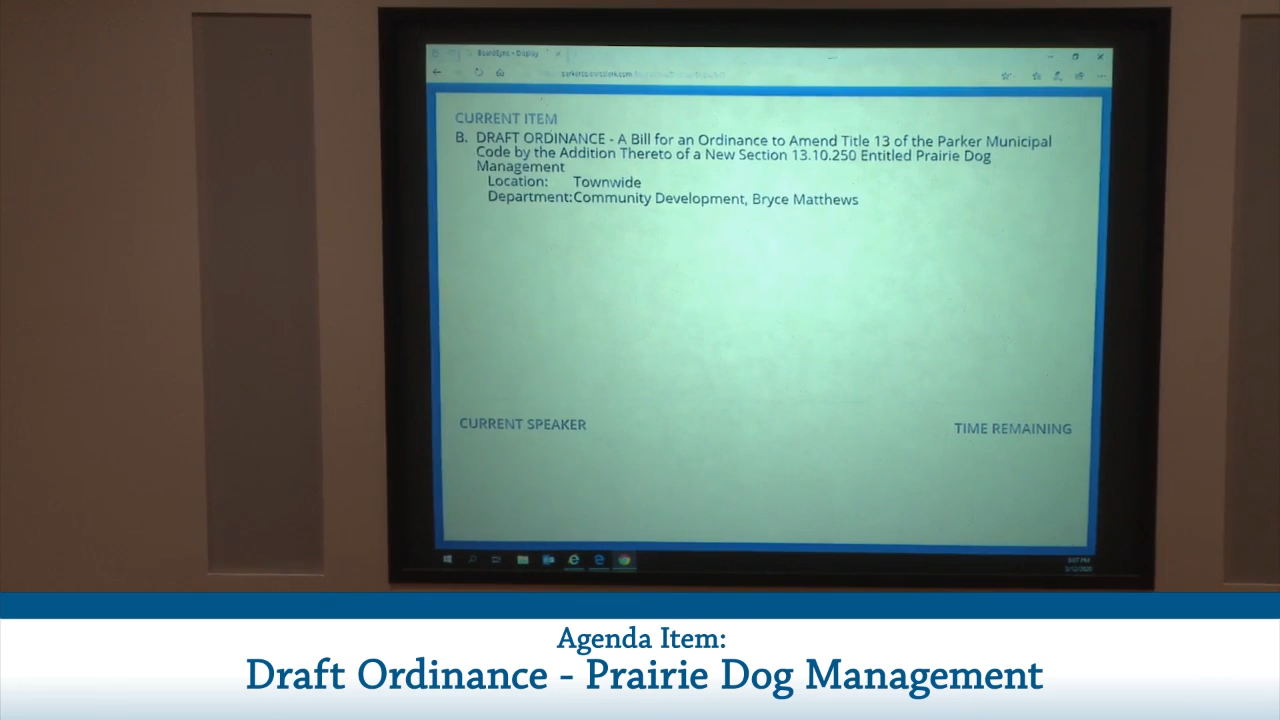 BoardSync - Display
CURRENT ITEM
B. DRAFT ORDINANCE - A Bill for an Ordinance to Amend Title 13 of the Parker Municipal
Code by the Addition Thereto of a New Section 13.10.250 Entitled Prairie Dog
Management
Location: Townwide
Department: Community Development, Bryce Matthews
CURRENT SPEAKER
TIME REMAINING
Agenda Item:
Draft Ordinance - Prairie Dog Management